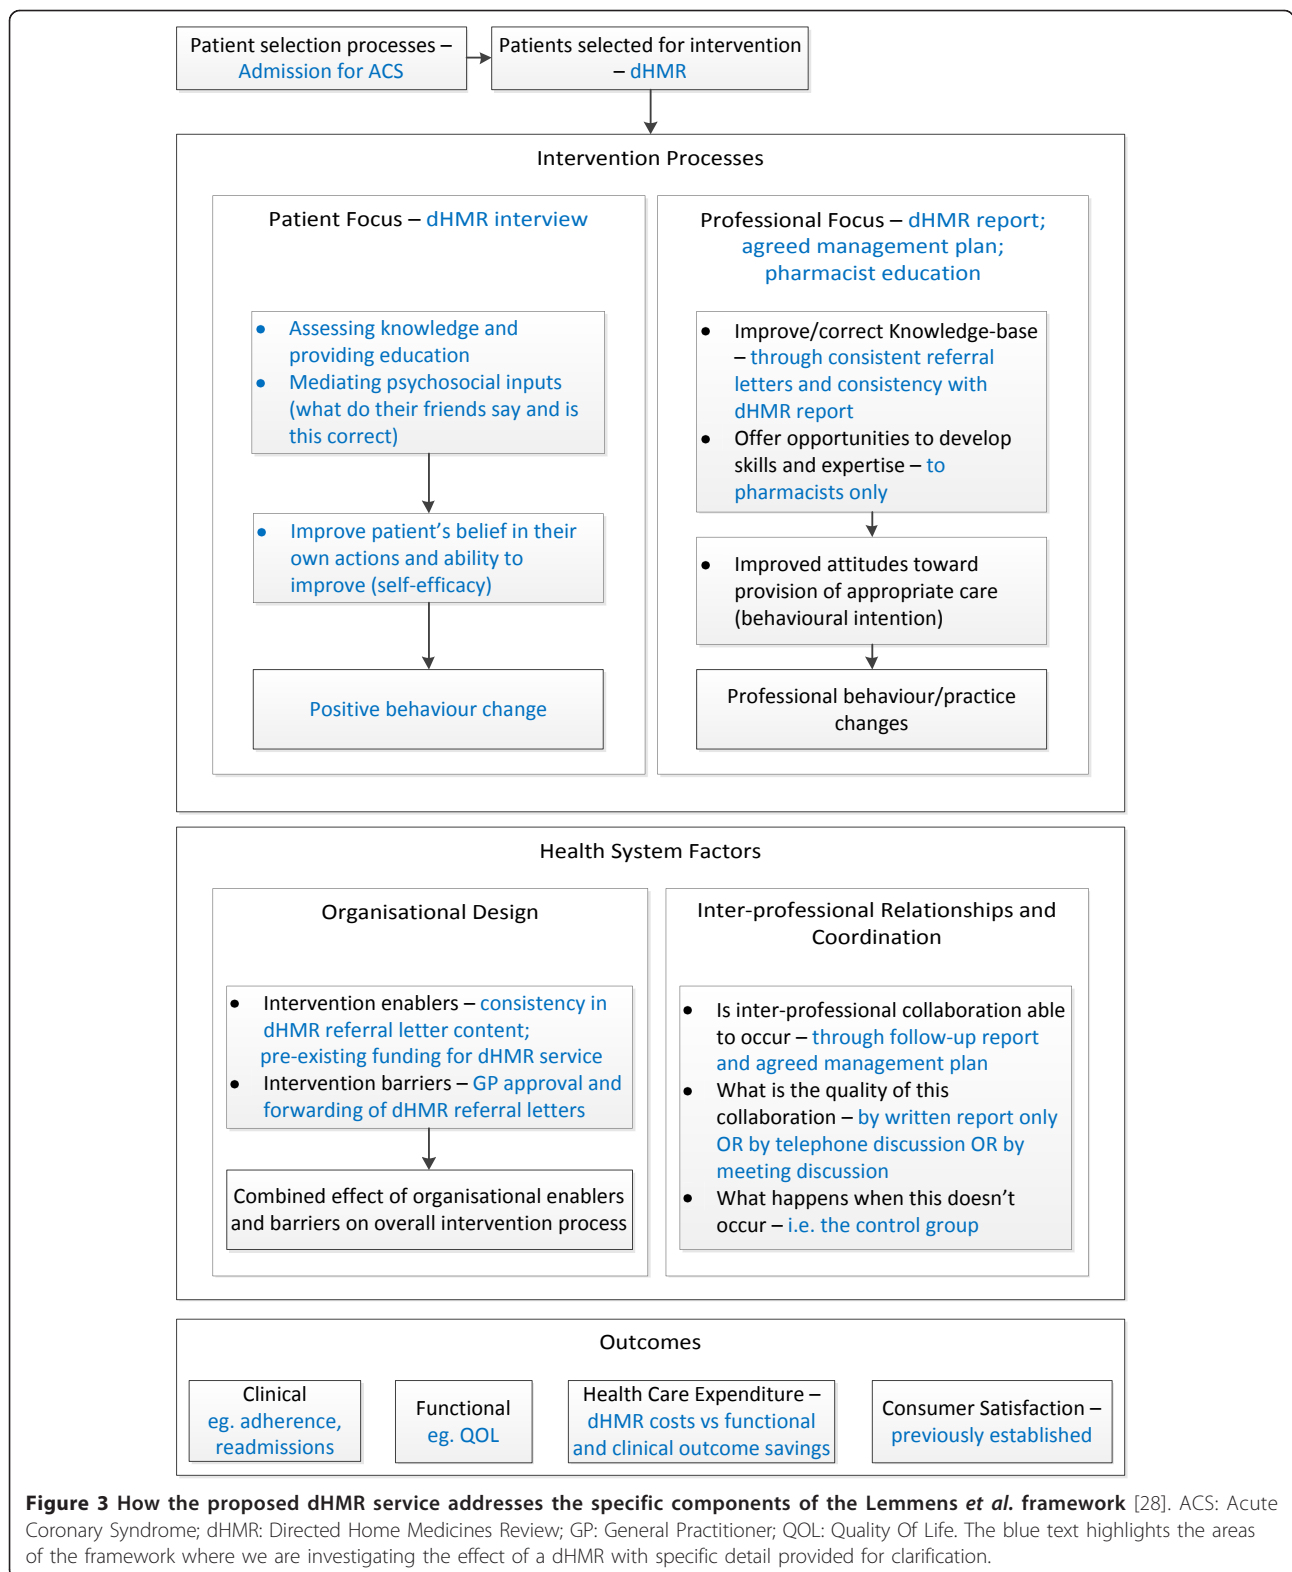 Patient selection processes –
Admission for ACS
Patients selected for intervention
– dHMR
Intervention Processes
Patient Focus – dHMR interview
● Assessing knowledge and
providing education
● Mediating psychosocial inputs
(what do their friends say and is
this correct)
● Improve patient's belief in their
own actions and ability to
improve (self-efficacy)
Positive behaviour change
Professional Focus – dHMR report;
agreed management plan;
pharmacist education
● Improve/correct Knowledge-base
– through consistent referral
letters and consistency with
dHMR report
● Offer opportunities to develop
skills and expertise – to
pharmacists only
● Improved attitudes toward
provision of appropriate care
(behavioural intention)
Professional behaviour/practice
changes
Health System Factors
Organisational Design
● Intervention enablers – consistency in
dHMR referral letter content;
pre-existing funding for dHMR service
● Intervention barriers – GP approval and
forwarding of dHMR referral letters
Combined effect of organisational enablers
and barriers on overall intervention process
Inter-professional Relationships and
Coordination
● Is inter-professional collaboration able
to occur – through follow-up report
and agreed management plan
● What is the quality of this
collaboration – by written report only
OR by telephone discussion OR by
meeting discussion
● What happens when this doesn't
occur – i.e. the control group
Outcomes
Clinical
eg. adherence,
readmissions
Functional
eg. QOL
Health Care Expenditure –
dHMR costs vs functional
and clinical outcome savings
Consumer Satisfaction –
previously established
Figure 3 How the proposed dHMR service addresses the specific components of the Lemmens et al. framework [28]. ACS: Acute
Coronary Syndrome; dHMR: Directed Home Medicines Review; GP: General Practitioner; QOL: Quality Of Life. The blue text highlights the areas
of the framework where we are investigating the effect of a dHMR with specific detail provided for clarification.